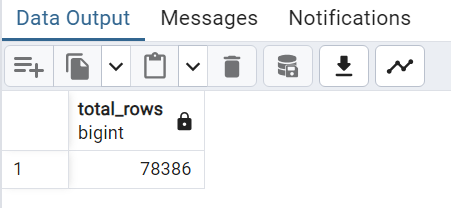 Data Output Messages Notifications
total_rows
bigint
1 78386